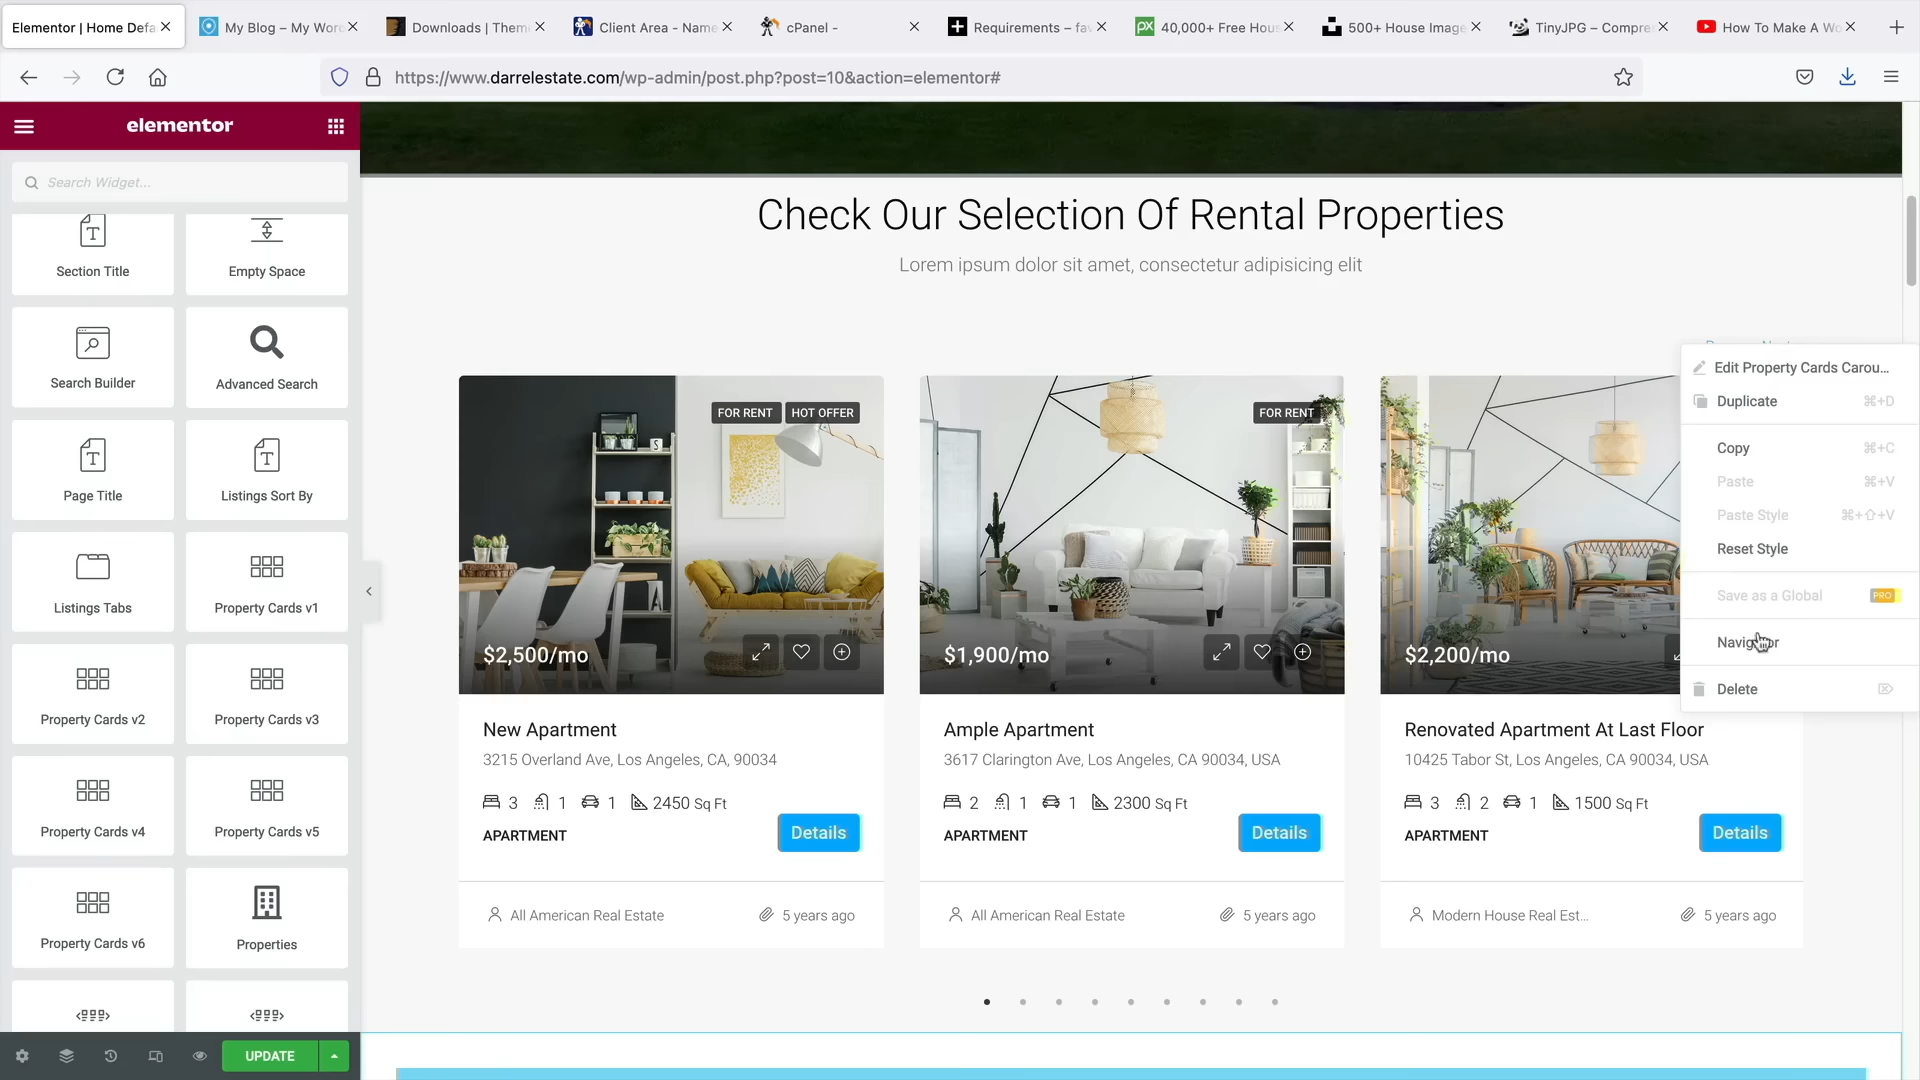 Elementor | Home Defa
My Blog – My Wor
Downloads | Them
Client Area - Name
cPanel -
Requirements – fa
40,000+ Free Hou
500+ House Image
TinyJPG – Compre
How To Make A Wo
https://www.darrelestate.com/wp-admin/post.php?post=10&action=elementor#
elementor
Search Widget...
Section Title
Empty Space
Search Builder
Advanced Search
Page Title
Listings Sort By
Listings Tabs
Property Cards v1
Property Cards v2
Property Cards v3
Property Cards v4
Property Cards v5
Property Cards v6
Properties
UPDATE
Check Our Selection Of Rental Properties
Lorem ipsum dolor sit amet, consectetur adipisicing elit
FOR RENT HOT OFFER
$2,500/mo
New Apartment
3215 Overland Ave, Los Angeles, CA, 90034
3 1 1 2450 Sq Ft
APARTMENT
Details
All American Real Estate
5 years ago
FOR RENT
$1,900/mo
Ample Apartment
3617 Clarington Ave, Los Angeles, CA 90034, USA
2 1 1 2300 Sq Ft
APARTMENT
Details
All American Real Estate
5 years ago
$2,200/mo
Renovated Apartment At Last Floor
10425 Tabor St, Los Angeles, CA 90034, USA
3 2 1 1500 Sq Ft
APARTMENT
Details
Modern House Real Est...
5 years ago
Edit Property Cards Carou...
Duplicate ⌘+D
Copy ⌘+C
Paste ⌘+V
Paste Style ⌘+⇧+V
Reset Style
Save as a Global PRO
Navigator
Delete